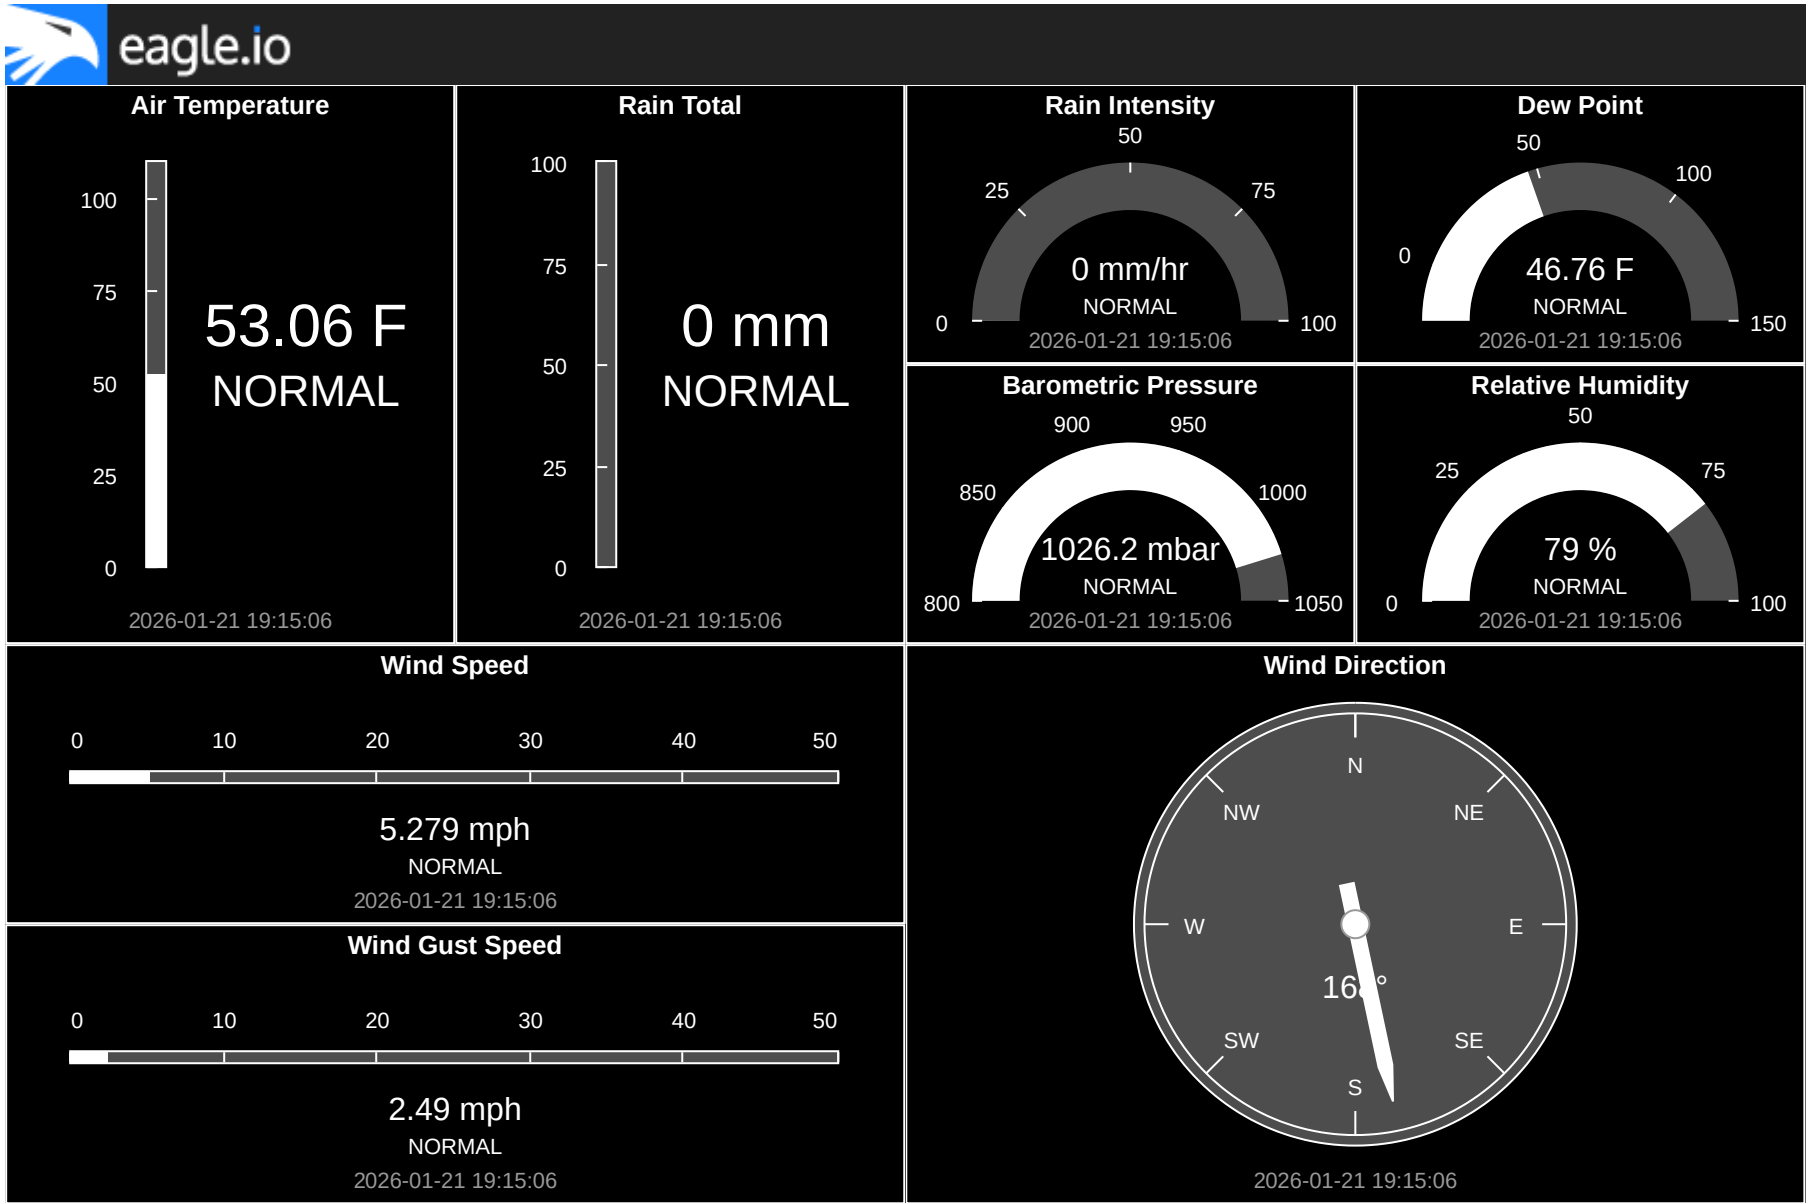 eagle.io
Air Temperature
100
75
50
25
0
53.06 F
NORMAL
2026-01-21 19:15:06
Rain Total
100
75
50
25
0
0 mm
NORMAL
2026-01-21 19:15:06
Rain Intensity
0
25
50
75
100
0 mm/hr
NORMAL
2026-01-21 19:15:06
Dew Point
0
50
100
150
46.76 F
NORMAL
2026-01-21 19:15:06
Barometric Pressure
800
850
900
950
1000
1050
1026.2 mbar
NORMAL
2026-01-21 19:15:06
Relative Humidity
0
25
50
75
100
79 %
NORMAL
2026-01-21 19:15:06
Wind Speed
0 10 20 30 40 50
5.279 mph
NORMAL
2026-01-21 19:15:06
Wind Gust Speed
0 10 20 30 40 50
2.49 mph
NORMAL
2026-01-21 19:15:06
Wind Direction
N
NW NE
W E
SW SE
S
2026-01-21 19:15:06